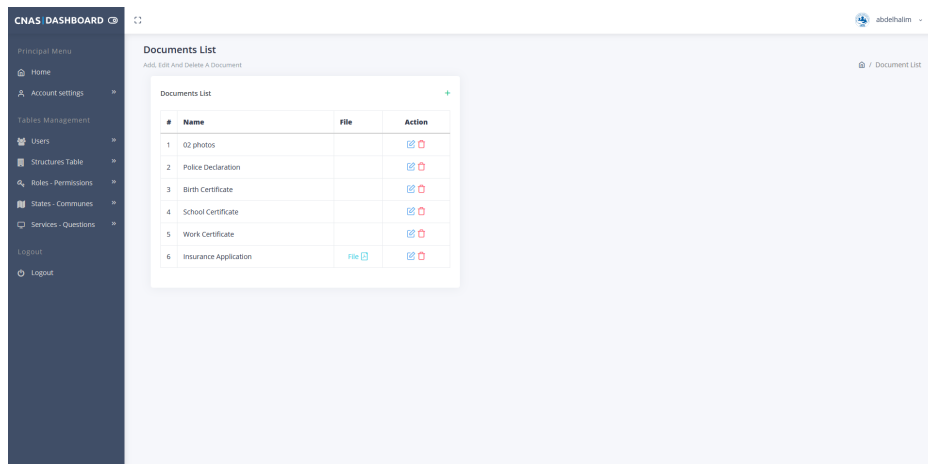 CNAS|DASHBOARD
abdelhalim
Principal Menu
Home
Account settings
Tables Management
Users
Structures Table
Roles - Permissions
States - Communes
Services - Questions
Logout
Logout
Documents List
Add, Edit And Delete A Document
/ Document List
Documents List +
# Name File Action
1 02 photos
2 Police Declaration
3 Birth Certificate
4 School Certificate
5 Work Certificate
6 Insurance Application File